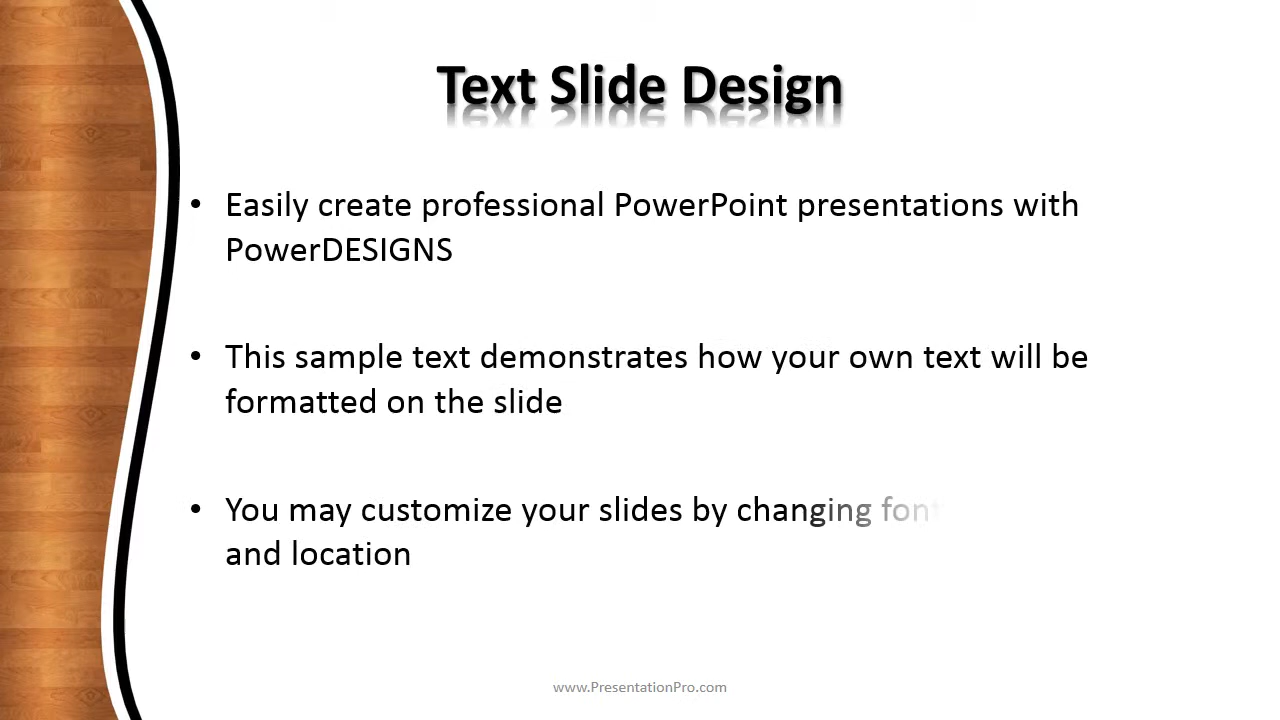 Text Slide Design
• Easily create professional PowerPoint presentations with
PowerDESIGNS
• This sample text demonstrates how your own text will be
formatted on the slide
• You may customize your slides by changing
and location
www.PresentationPro.com